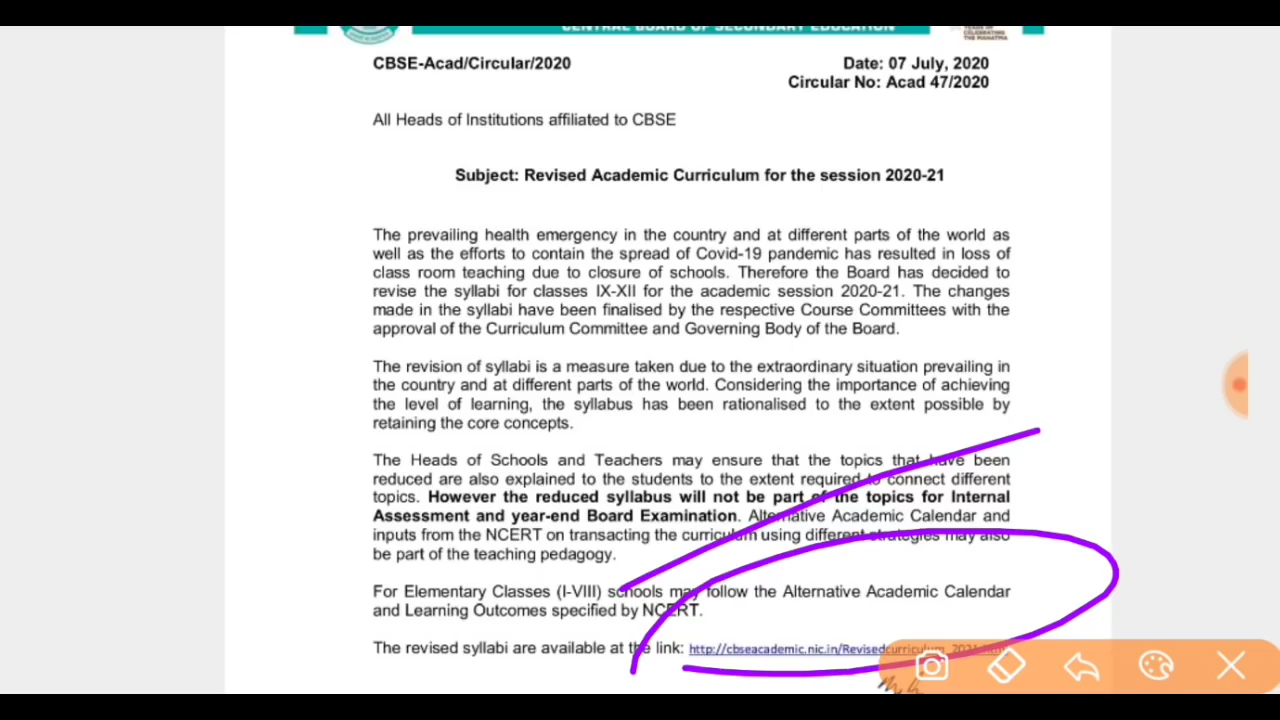 CENTRAL BOARD OF SECONDARY EDUCATION
YEARS OF
CELEBRATING
THE MAHATMA
CBSE-Acad/Circular/2020
Date: 07 July, 2020
Circular No: Acad 47/2020
All Heads of Institutions affiliated to CBSE
Subject: Revised Academic Curriculum for the session 2020-21
The prevailing health emergency in the country and at different parts of the world as
well as the efforts to contain the spread of Covid-19 pandemic has resulted in loss of
class room teaching due to closure of schools. Therefore the Board has decided to
revise the syllabi for classes IX-XII for the academic session 2020-21. The changes
made in the syllabi have been finalised by the respective Course Committees with the
approval of the Curriculum Committee and Governing Body of the Board.
The revision of syllabi is a measure taken due to the extraordinary situation prevailing in
the country and at different parts of the world. Considering the importance of achieving
the level of learning, the syllabus has been rationalised to the extent possible by
retaining the core concepts.
The Heads of Schools and Teachers may ensure that the topics that have been
reduced are also explained to the students to the extent required to connect different
topics. However the reduced syllabus will not be part of the topics for Internal
Assessment and year-end Board Examination. Alternative Academic Calendar and
inputs from the NCERT on transacting the curriculum using different strategies may also
be part of the teaching pedagogy.
For Elementary Classes (I-VIII) schools may follow the Alternative Academic Calendar
and Learning Outcomes specified by NCERT.
The revised syllabi are available at the link: